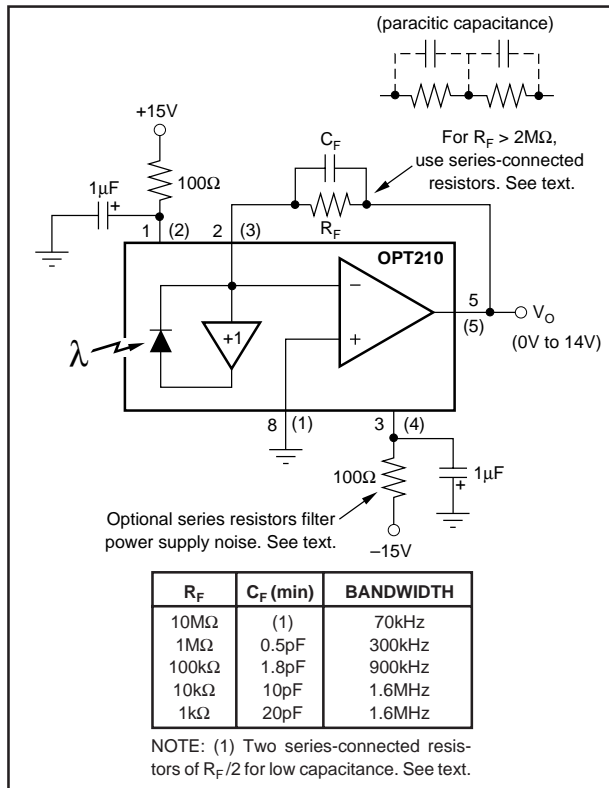 (paracitic capacitance)
+15V
100Ω
1µF
+
C_F
R_F
For R_F > 2MΩ,
use series-connected
resistors. See text.
1 (2) 2 (3)
OPT210
+1
–
+
λ
5
(5)
V_O
(0V to 14V)
8 (1) 3 (4)
100Ω
1µF
+
Optional series resistors filter
power supply noise. See text.
–15V
R_F C_F (min) BANDWIDTH
10MΩ (1) 70kHz
1MΩ 0.5pF 300kHz
100kΩ 1.8pF 900kHz
10kΩ 10pF 1.6MHz
1kΩ 20pF 1.6MHz
NOTE: (1) Two series-connected resis-
tors of R_F/2 for low capacitance. See text.